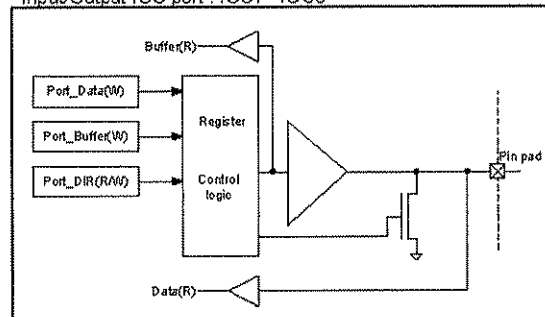 Buffer(R)
Port_Data(W)
Port_Buffer(W)
Port_DIR(R/W)
Register
Control
logic
Pin pad
Data(R)